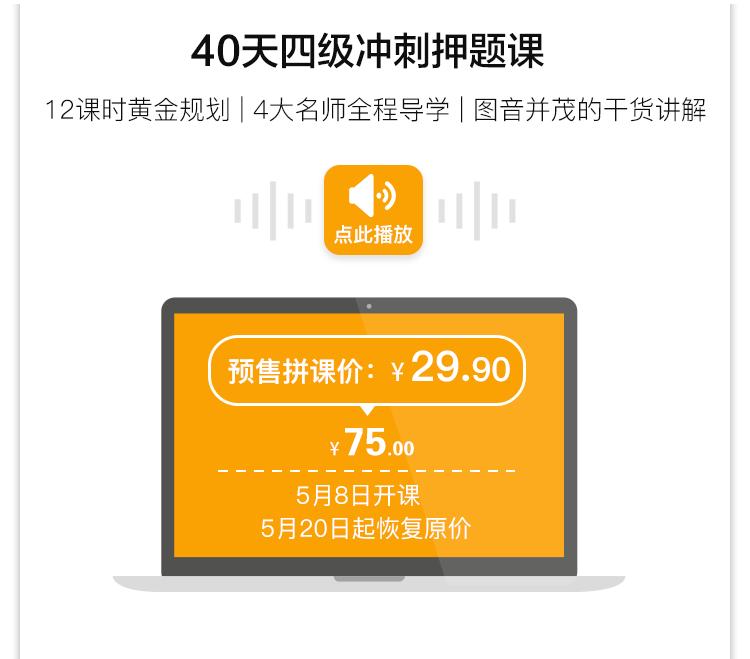 40天四级冲刺押题课
12课时黄金规划 | 4大名师全程导学 | 图音并茂的干货讲解
点此播放
预售拼课价：¥ 29.90
¥ 75.00
5月8日开课
5月20日起恢复原价